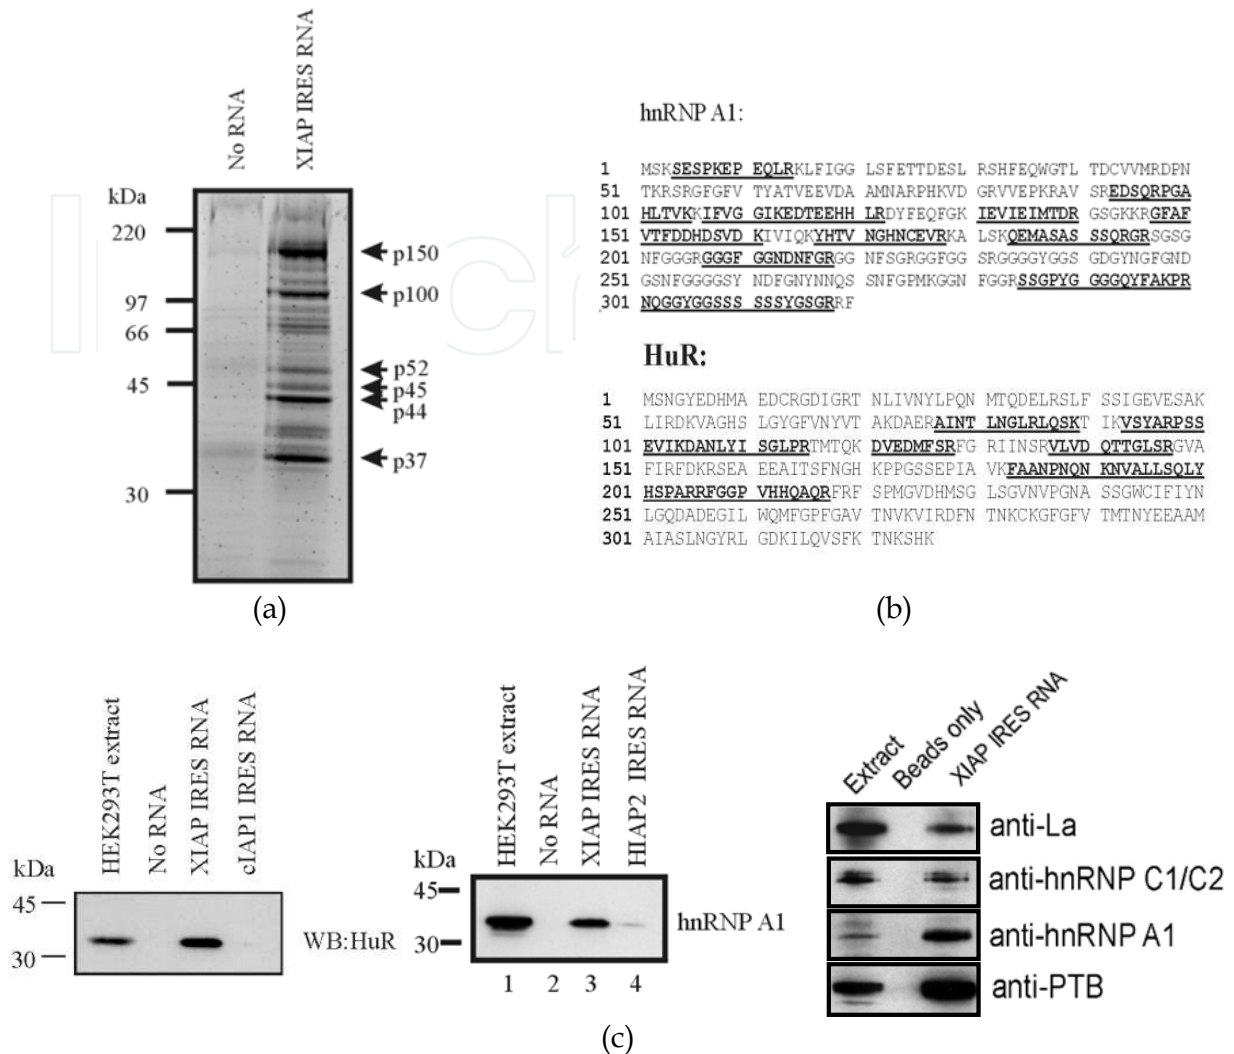 No RNA
XIAP IRES RNA
kDa
220
97
66
45
30
p150
p100
p52
p45
p44
p37
(a)
hnRNP A1:
1 MSKSESPKEP EQLRKLFIGG LSFETTDESL RSHFEQWGTL TDCVVMRDPN
51 TKRSRGFGFV TYATVEEVDA AMNARPHKVD GRVVEPKRAV SREDSQRPGA
101 HLTVKKIFVG GIKEDTEEHH LRDYFEQFGK IEVIEIMTDR GSGKKRGFAF
151 VTFDDHDSVD KIVIQKYHTV NGHNCEVRKA LSKQEMASAS SSQRGRSGSG
201 NFGGGRGGGF GGNDNFGRGG NFSGRGGFGG SRGGGGYGGS GDGYNGFGND
251 GSNFGGGGSY NDFGNYNNQS SNFGPMKGGN FGGRSSGPYG GGGQYFAKPR
301 NQGGYGGSSS SSSYGSGRRF
HuR:
1 MSNGYEDHMA EDCRGDIGRT NLIVNYLPQN MTQDELRSLF SSIGEVESAK
51 LIRDKVAGHS LGYGFVNYVT AKDAERAINT LNGLRLQSKT IKVSYARPSS
101 EVIKDANLYI SGLPRTMTQK DVEDMFSRFG RIINSRVLVD QTTGLSRGVA
151 FIRFDKRSEA EEAITSFNGH KPPGSSEPIA VKFAANPNQN KNVALLSQLY
201 HSPARRFGGP VHHQAQRFRF SPMGVDHMSG LSGVNVPGNA SSGWCIFIYN
251 LGQDADEGIL WQMFGPFGAV TNVKVIRDFN TNKCKGFGFV TMTNYEEAAM
301 AIASLNGYRL GDKILQVSFK TNKSHK
(b)
HEK293T extract
No RNA
XIAP IRES RNA
cIAP1 IRES RNA
kDa
45
30
WB:HuR
HEK293T extract
No RNA
XIAP IRES RNA
HIAP2 IRES RNA
kDa
45
30
hnRNP A1
1 2 3 4
Extract
Beads only
XIAP IRES RNA
anti-La
anti-hnRNP C1/C2
anti-hnRNP A1
anti-PTB
(c)